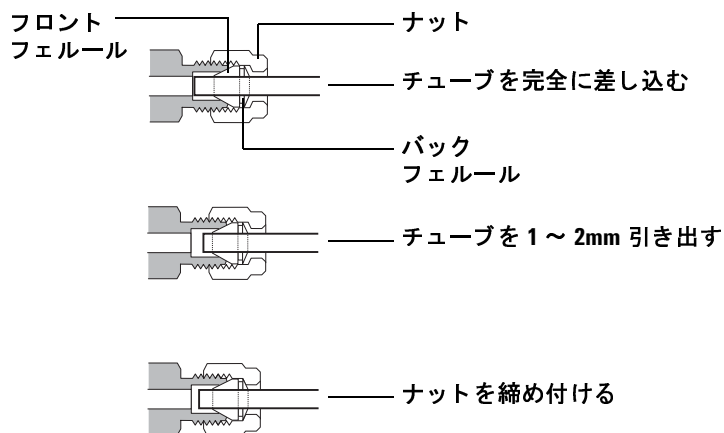 フロント
フェルール
ナット
チューブを完全に差し込む
バック
フェルール
チューブを 1 ～ 2mm 引き出す
ナットを締め付ける